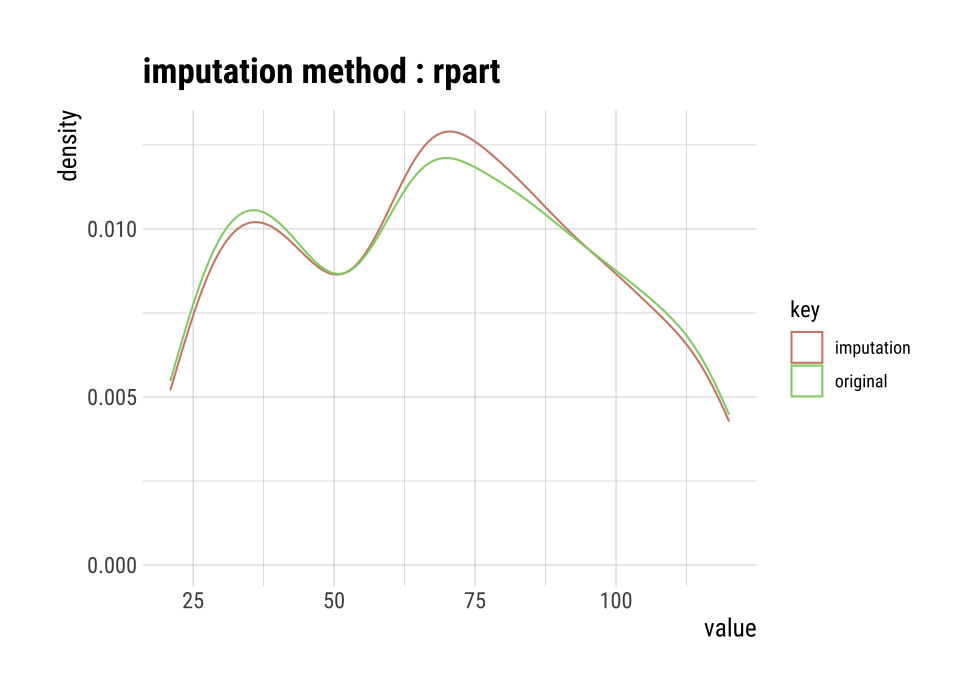 imputation method : rpart
density
0.010
0.005
0.000
25 50 75 100
value
key
imputation
original